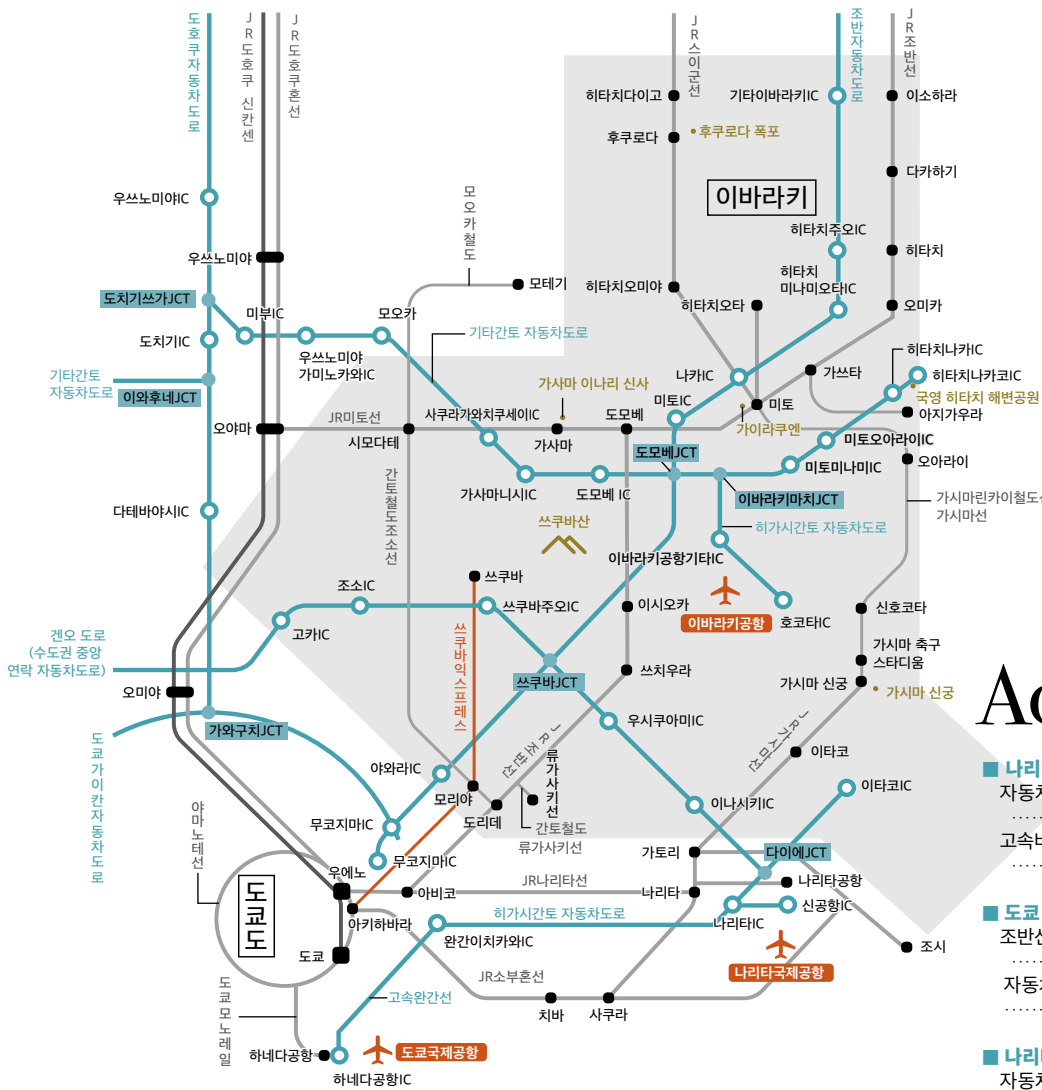 도호쿠자동차도로
JR도호쿠 신칸센
JR도호쿠혼선
JR스이군선
조반자동차도로
JR조반선
히타치다이고
기타이바라키IC
이소하라
후쿠로다
후쿠로다 폭포
다카하기
우쓰노미야IC
모오카철도
이바라키
히타치주오IC
우쓰노미야
히타치
모테기
히타치오미야
히타치
미나미오타IC
도치기쓰가JCT
히타치오타
오미카
미부IC
모오카
도치기IC
기타간토 자동차도로
우쓰노미야
가미노카와IC
히타치나카IC
기타간토
자동차도로
이와후네JCT
나카IC
가쓰타
히타치나카코IC
가사마 이나리 신사
국영 히타치 해변공원
미토IC
미토
아지가우라
JR미토선
사쿠라가와치쿠세이IC
도모베
오야마
시모다테
가사마
가이라쿠엔
미토오아라이IC
도모베JCT
오아라이
미토미나미IC
간토철도조소선
가사마니시IC
도모베 IC
이바라키마치JCT
가시마린카이철도선
가시마선
다테바야시IC
쓰쿠바산
히가시간토 자동차도로
이바라키공항기타IC
쓰쿠바
조소IC
쓰쿠바주오IC
이시오카
이바라키공항
호코타IC
신호코타
고카IC
겐오 도로
(수도권 중앙
연락 자동차도로)
쓰쿠바익스프레스
가시마 축구
스타디움
쓰치우라
쓰쿠바JCT
가시마 신궁
가시마 신궁
오미야
가와구치JCT
우시쿠아미IC
도쿄가이칸자동차도로
JR조반선
JR가시마선
이타코
류가사키선
야와라IC
모리야
이나시키IC
이타코IC
야마노테선
무코지마IC
도리데
간토철도
류가사키선
무코지마IC
가토리
다이에JCT
우에노
아비코
JR나리타선
나리타
나리타공항
도쿄도
아키하바라
히가시간토 자동차도로
나리타IC
신공항IC
완간이치카와IC
도쿄
조시
나리타국제공항
JR소부혼선
도쿄모노레일
고속완간선
치바
사쿠라
하네다공항
도쿄국제공항
하네다공항IC
Ac
■ 나리
자동차
고속버
■ 도쿄
조반선
자동차
■ 나리타
자동차